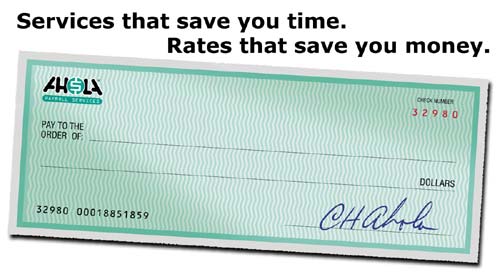 Services that save you time.
Rates that save you money.
AHOLA
PAYROLL SERVICES
CHECK NUMBER
32980
PAY TO THE
ORDER OF:
DOLLARS
32980 00018851859
CHAhola